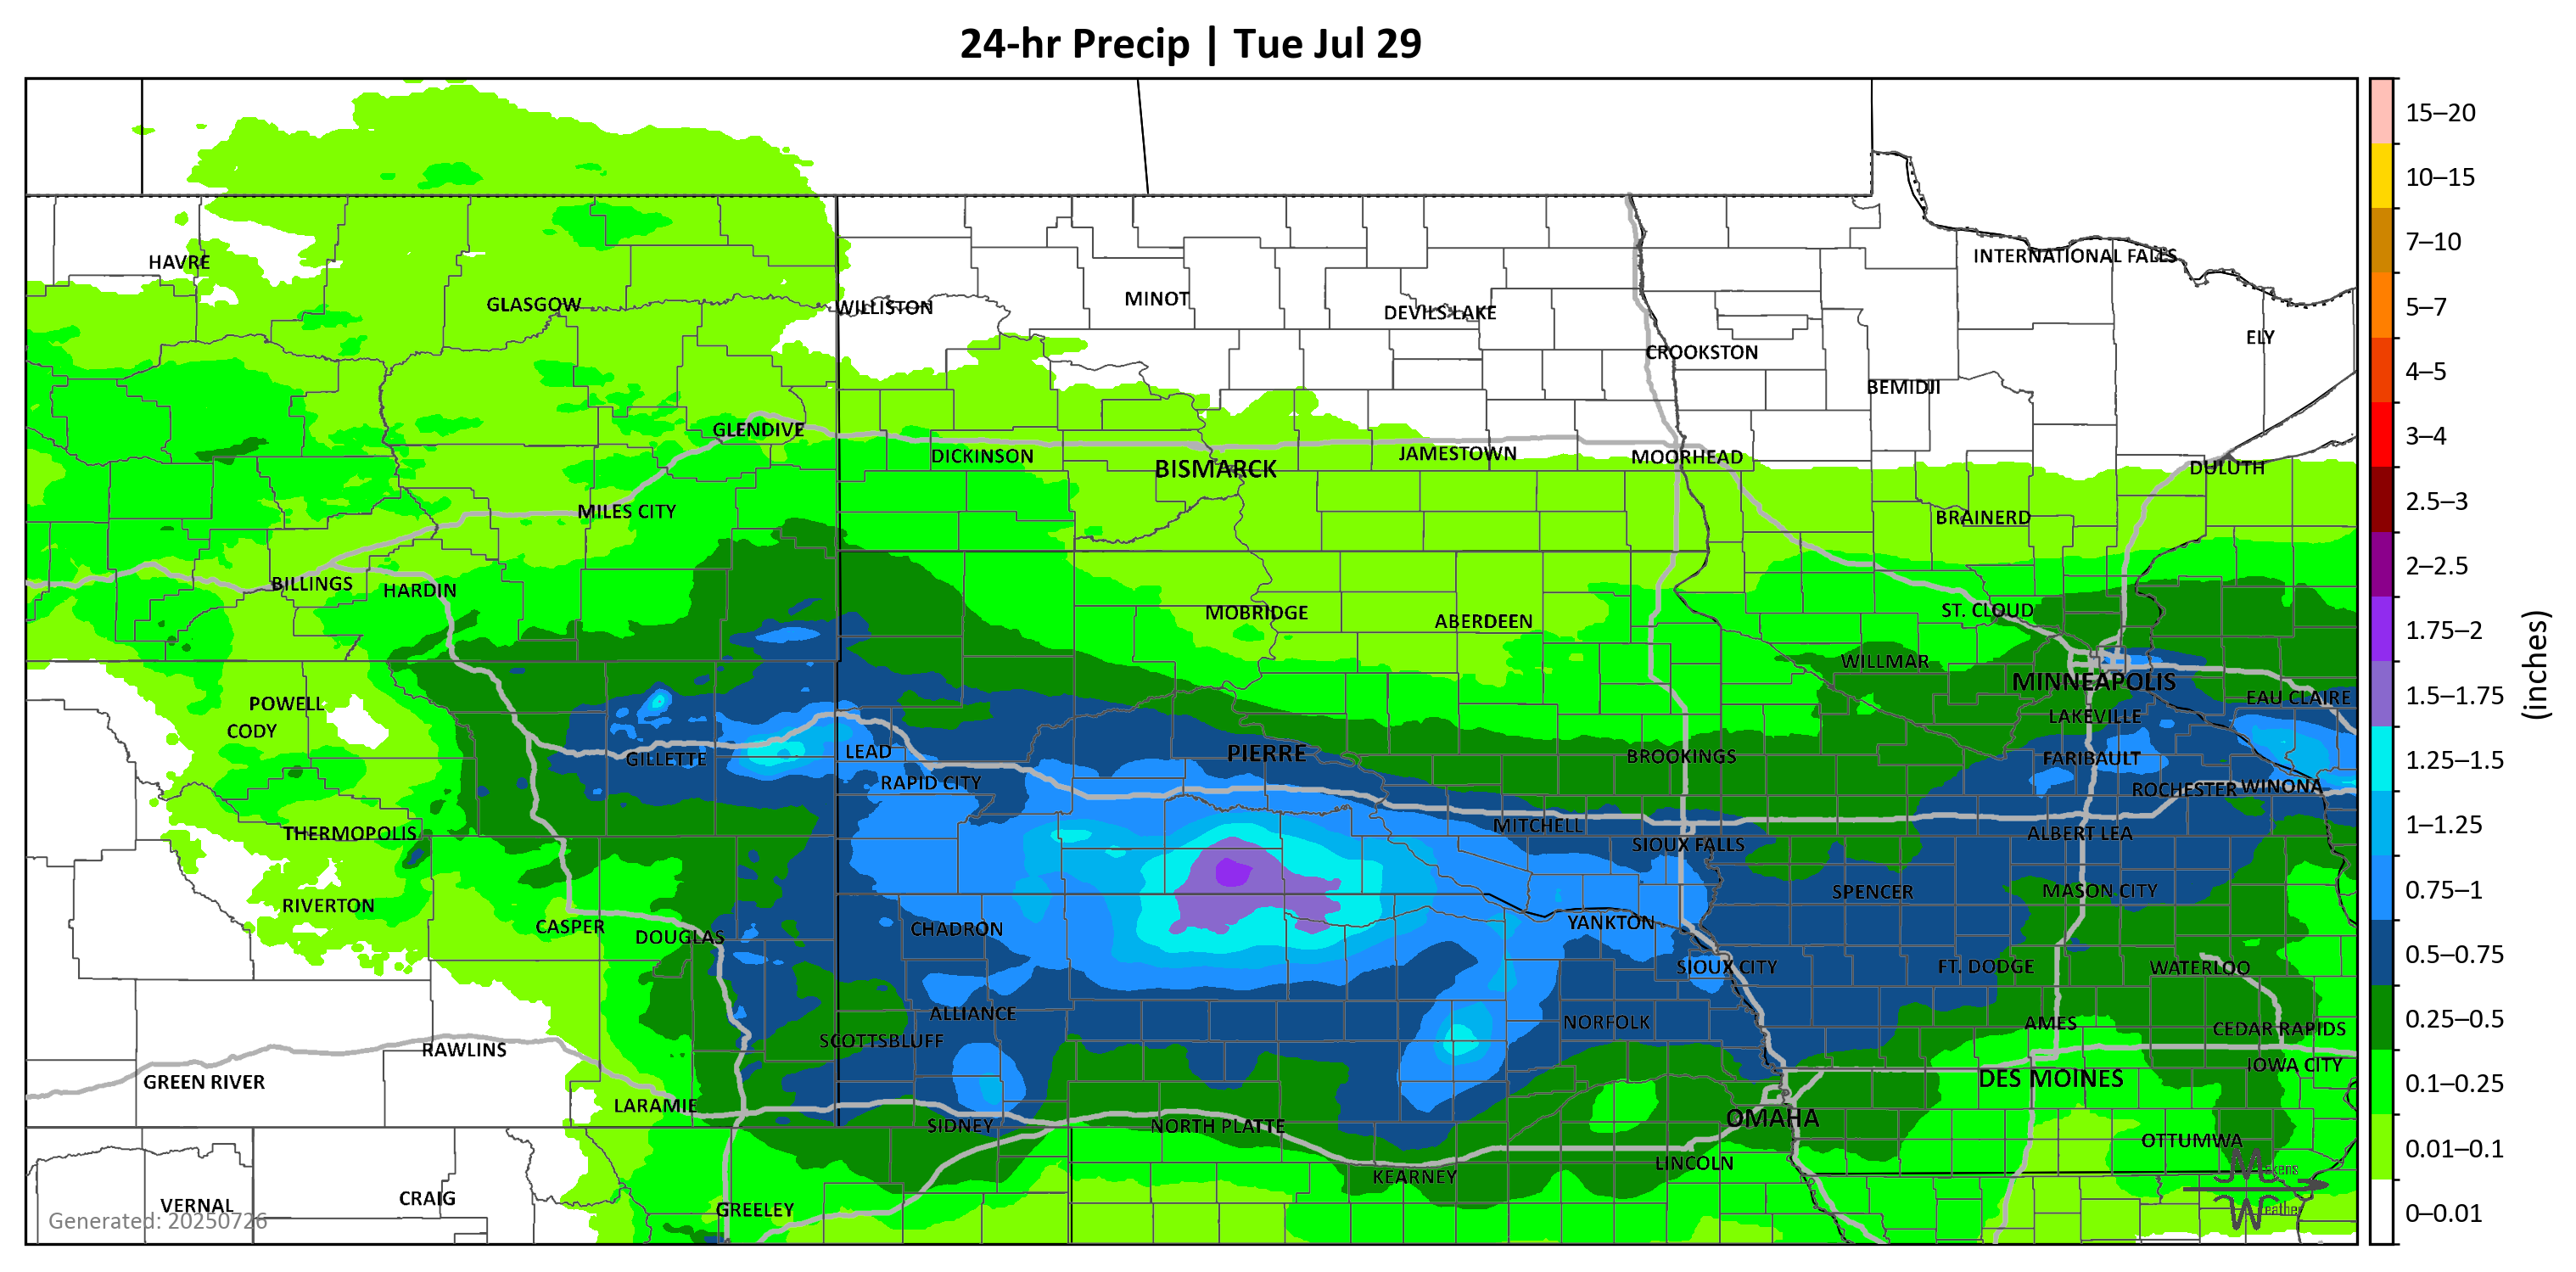 24-hr Precip | Tue Jul 29
HAVRE
INTERNATIONAL FALLS
GLASGOW
WILLISTON
MINOT
DEVILS LAKE
ELY
CROOKSTON
BEMIDJI
GLENDIVE
DICKINSON
BISMARCK
JAMESTOWN
MOORHEAD
DULUTH
MILES CITY
BRAINERD
BILLINGS
HARDIN
MOBRIDGE
ABERDEEN
ST. CLOUD
WILLMAR
MINNEAPOLIS
POWELL
EAU CLAIRE
CODY
LAKEVILLE
GILLETTE
LEAD
PIERRE
BROOKINGS
FARIBAULT
RAPID CITY
ROCHESTER
WINONA
THERMOPOLIS
MITCHELL
ALBERT LEA
SIOUX FALLS
RIVERTON
SPENCER
MASON CITY
CASPER
DOUGLAS
CHADRON
YANKTON
SIOUX CITY
FT. DODGE
WATERLOO
ALLIANCE
NORFOLK
AMES
CEDAR RAPIDS
SCOTTSBLUFF
RAWLINS
IOWA CITY
GREEN RIVER
DES MOINES
LARAMIE
SIDNEY
NORTH PLATTE
OMAHA
OTTUMWA
LINCOLN
KEARNEY
VERNAL
CRAIG
GREELEY
Generated: 20250726
Mickens
Weather
15–20
10–15
7–10
5–7
4–5
3–4
2.5–3
2–2.5
1.75–2
1.5–1.75
1.25–1.5
1–1.25
0.75–1
0.5–0.75
0.25–0.5
0.1–0.25
0.01–0.1
0–0.01
(inches)